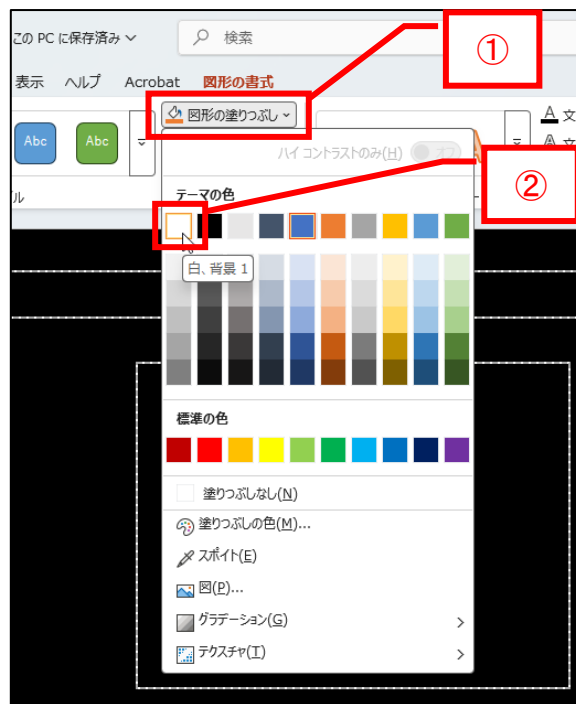 この PC に保存済み
検索
①
表示 ヘルプ Acrobat 図形の書式
Abc Abc
図形の塗りつぶし
A 文
A 文
ハイ コントラストのみ(H) オフ
②
ル
テーマの色
白、背景 1
標準の色
塗りつぶしなし(N)
塗りつぶしの色(M)...
スポイト(E)
図(P)...
グラデーション(G)
テクスチャ(T)